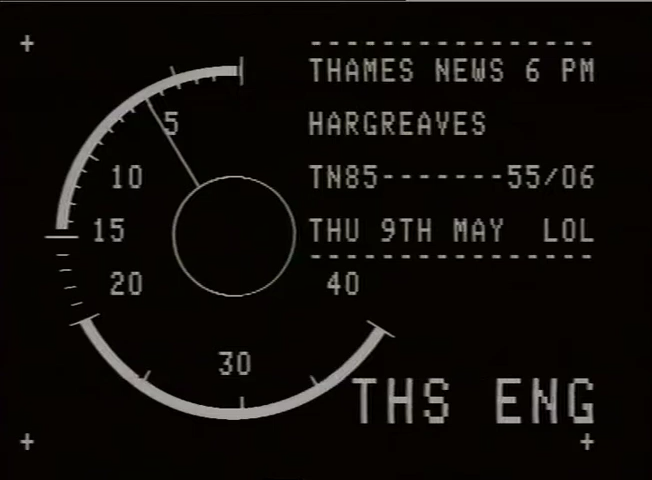 THAMES NEWS 6 PM
HARGREAVES
TN85-------55/06
THU 9TH MAY LOL
5
10
15
20
30
40
THS ENG